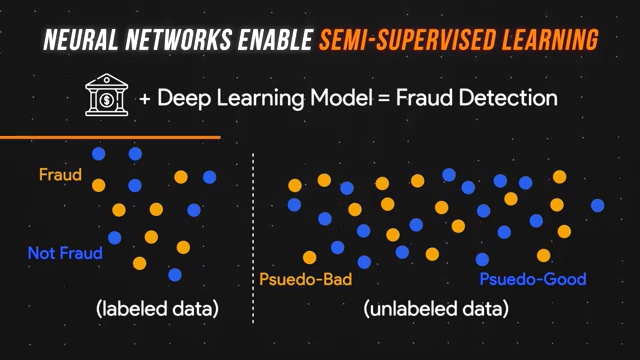 NEURAL NETWORKS ENABLE SEMI-SUPERVISED LEARNING
$ + Deep Learning Model = Fraud Detection
Fraud
Not Fraud
(labeled data)
Psuedo-Bad
Psuedo-Good
(unlabeled data)